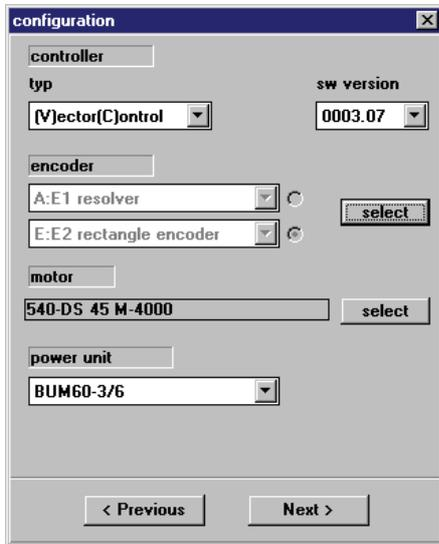 configuration
controller
typ
sw version
(V)ector(C)ontrol
0003.07
encoder
A:E1 resolver
select
E:E2 rectangle encoder
motor
540-DS 45 M-4000
select
power unit
BUM60-3/6
< Previous
Next >